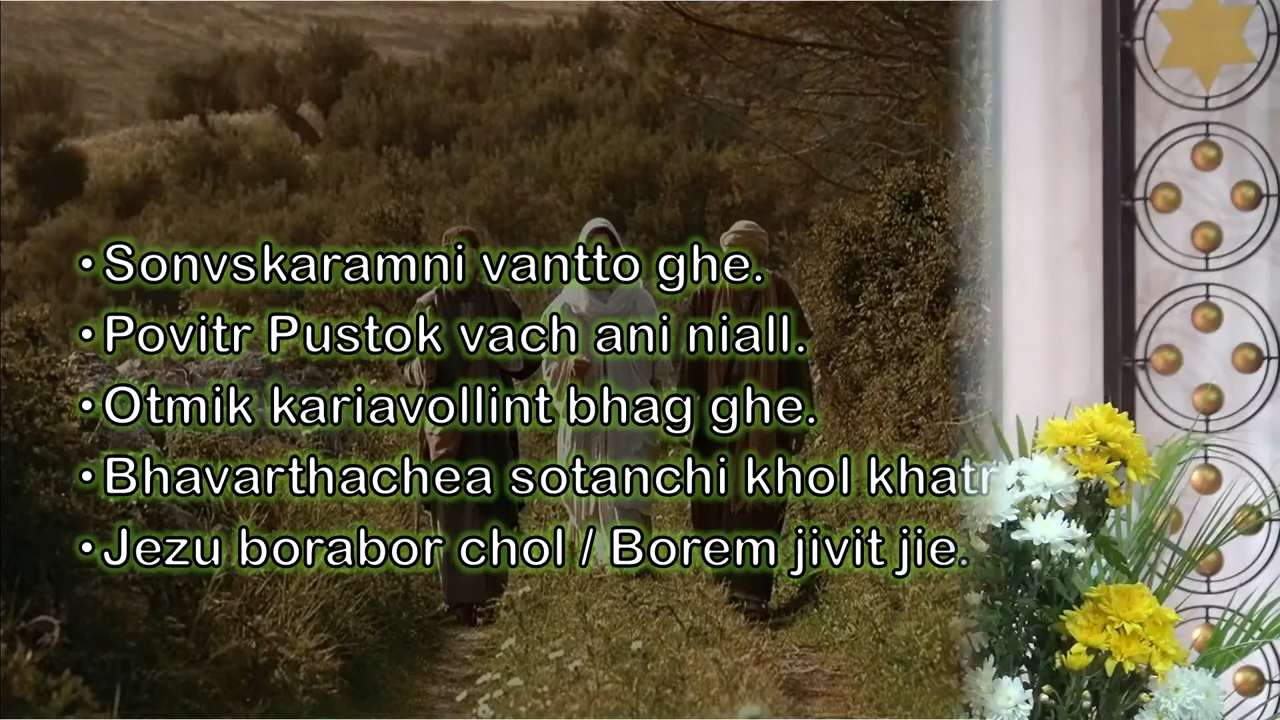 • Sonvskaramni vantto ghe.
• Povitr Pustok vach ani niall.
• Otmik kariavollint bhag ghe.
• Bhavarthachea sotanchi khol
• Jezu borabor chol / Borem jivit jie.